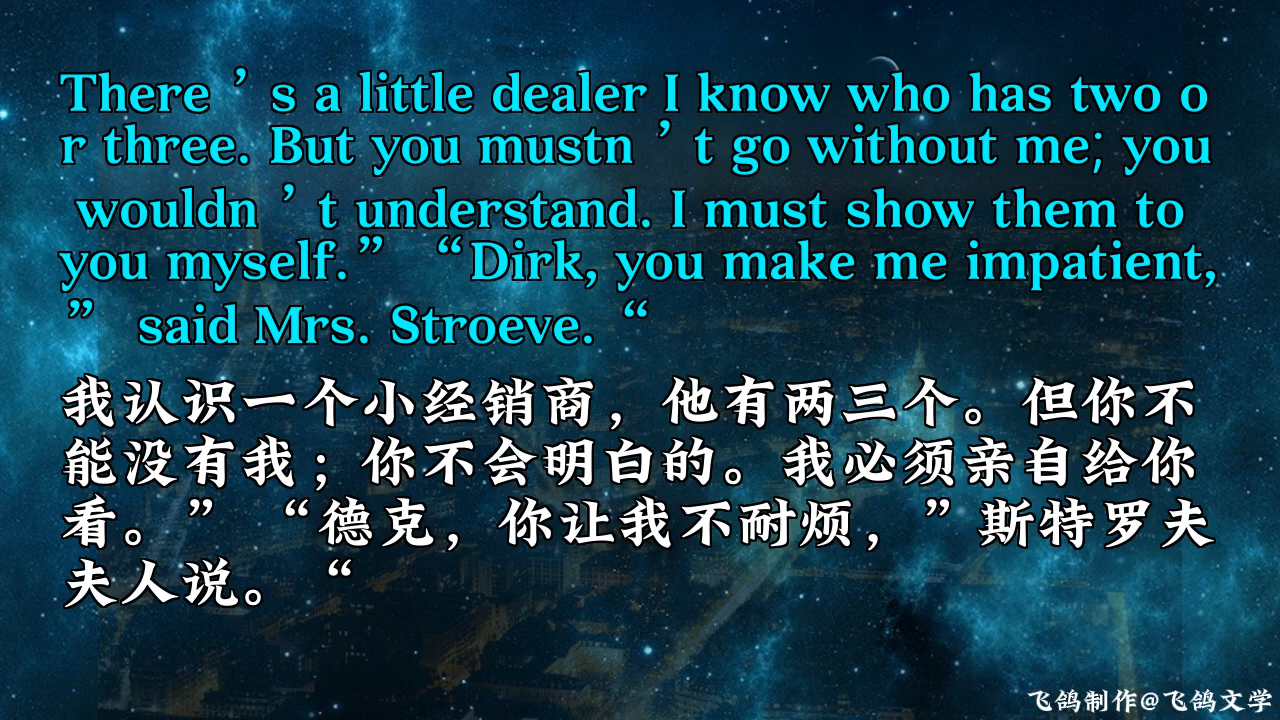 There ’ s a little dealer I know who has two o
r three. But you mustn ’ t go without me; you
wouldn ’ t understand. I must show them to
you myself.” “Dirk, you make me impatient,
” said Mrs. Stroeve. “
我认识一个小经销商，他有两三个。但你不
能没有我；你不会明白的。我必须亲自给你
看。” “德克，你让我不耐烦，”斯特罗夫
夫人说。 “
飞鸽制作@飞鸽文学